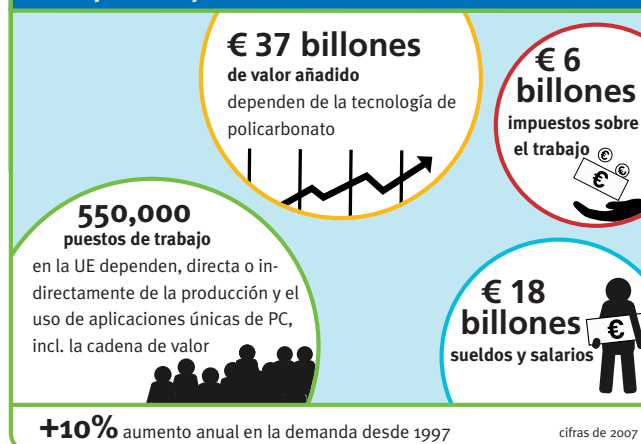 € 37 billones
de valor añadido
dependen de la tecnología de
policarbonato
€ 6
billones
impuestos sobre
el trabajo
€
€
€
550,000
puestos de trabajo
en la UE dependen, directa o in-
directamente de la producción y el
uso de aplicaciones únicas de PC,
incl. la cadena de valor
€ 18
billones
€
sueldos y salarios
+10% aumento anual en la demanda desde 1997
cifras de 2007